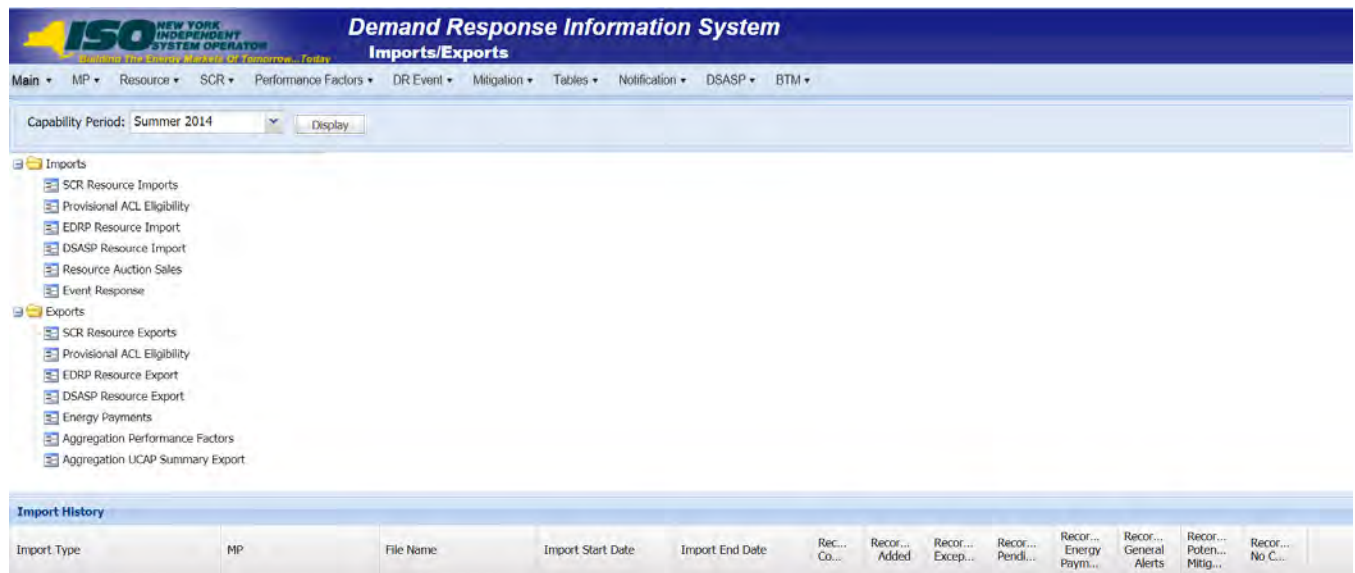 NEW YORK
ISO INDEPENDENT
SYSTEM OPERATOR
Building The Energy Markets Of Tomorrow...Today
Demand Response Information System
Imports/Exports
Main MP Resource SCR Performance Factors DR Event Mitigation Tables Notification DSASP BTM
Capability Period: Summer 2014 Display
Imports
SCR Resource Imports
Provisional ACL Eligibility
EDRP Resource Import
DSASP Resource Import
Resource Auction Sales
Event Response
Exports
SCR Resource Exports
Provisional ACL Eligibility
EDRP Resource Export
DSASP Resource Export
Energy Payments
Aggregation Performance Factors
Aggregation UCAP Summary Export
Import History
Import Type MP File Name Import Start Date Import End Date Rec... Co... Recor... Added Recor... Excep... Recor... Pendi... Recor... Energy Paym... Recor... General Alerts Recor... Poten... Mitig... Recor... No C...